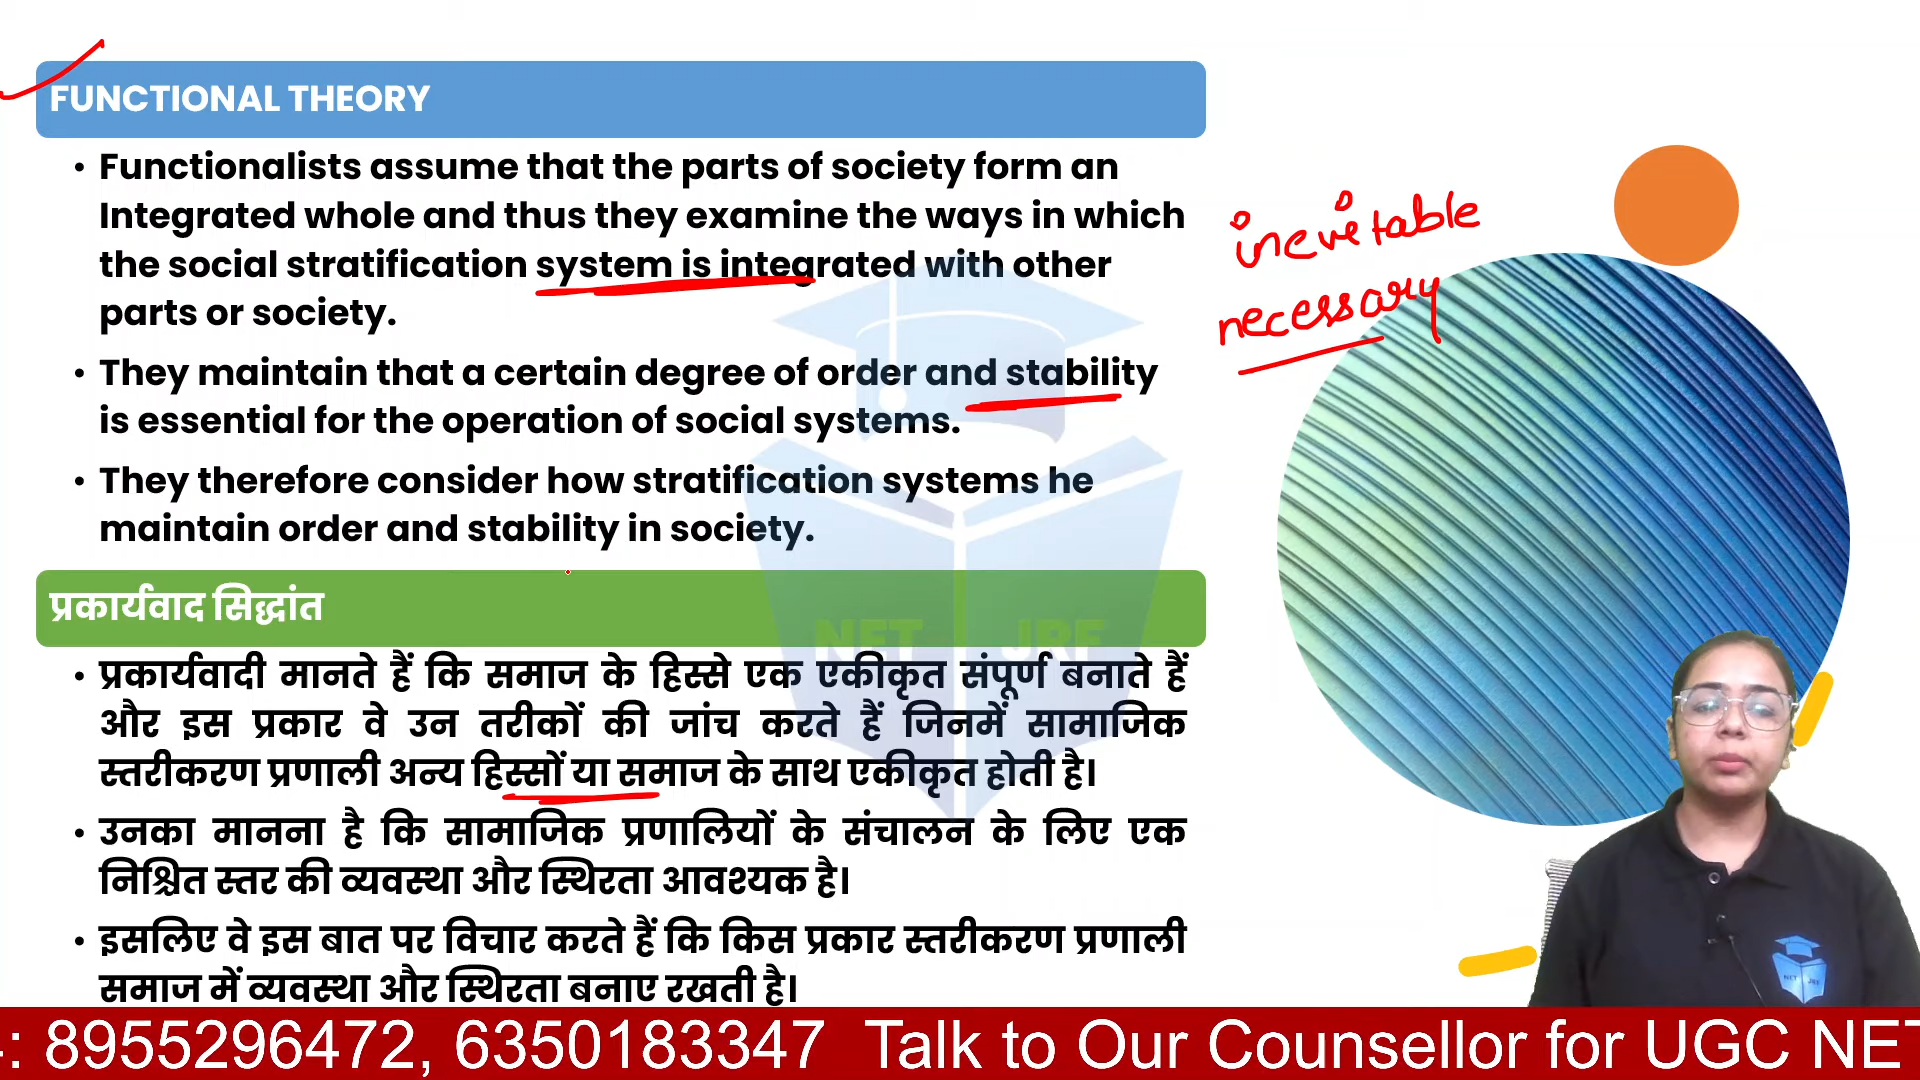 FUNCTIONAL THEORY
• Functionalists assume that the parts of society form an
Integrated whole and thus they examine the ways in which
the social stratification system is integrated with other
parts or society.
• They maintain that a certain degree of order and stability
is essential for the operation of social systems.
• They therefore consider how stratification systems he
maintain order and stability in society.
inevitable
necessary
प्रकार्यवाद सिद्धांत
NET JRF
• प्रकार्यवादी मानते हैं कि समाज के हिस्से एक एकीकृत संपूर्ण बनाते हैं
और इस प्रकार वे उन तरीकों की जांच करते हैं जिनमें सामाजिक
स्तरीकरण प्रणाली अन्य हिस्सों या समाज के साथ एकीकृत होती है।
• उनका मानना है कि सामाजिक प्रणालियों के संचालन के लिए एक
निश्चित स्तर की व्यवस्था और स्थिरता आवश्यक है।
• इसलिए वे इस बात पर विचार करते हैं कि किस प्रकार स्तरीकरण प्रणाली
समाज में व्यवस्था और स्थिरता बनाए रखती है।
NET JRF
: 8955296472, 6350183347 Talk to Our Counsellor for UGC NE